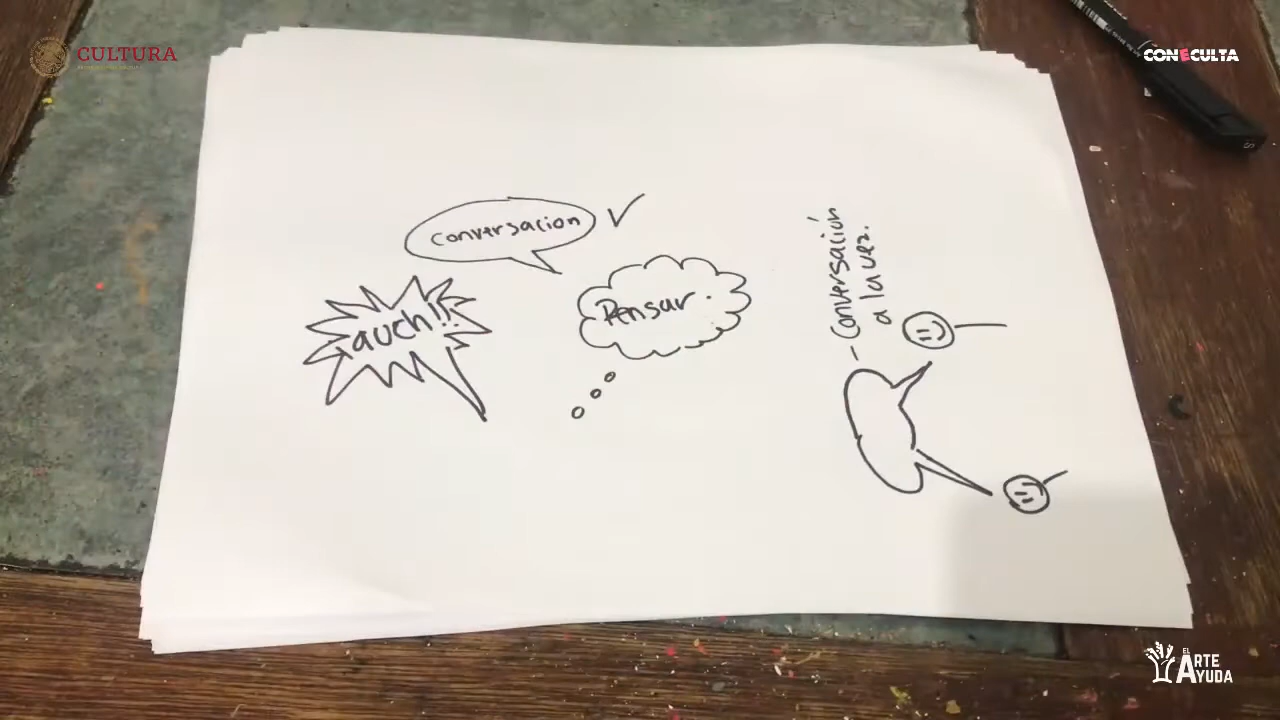 CULTURA
CONECULTA
conversacion
auch!!
Pensar.
- Conversación
a la vez.
EL ARTE
AYUDA